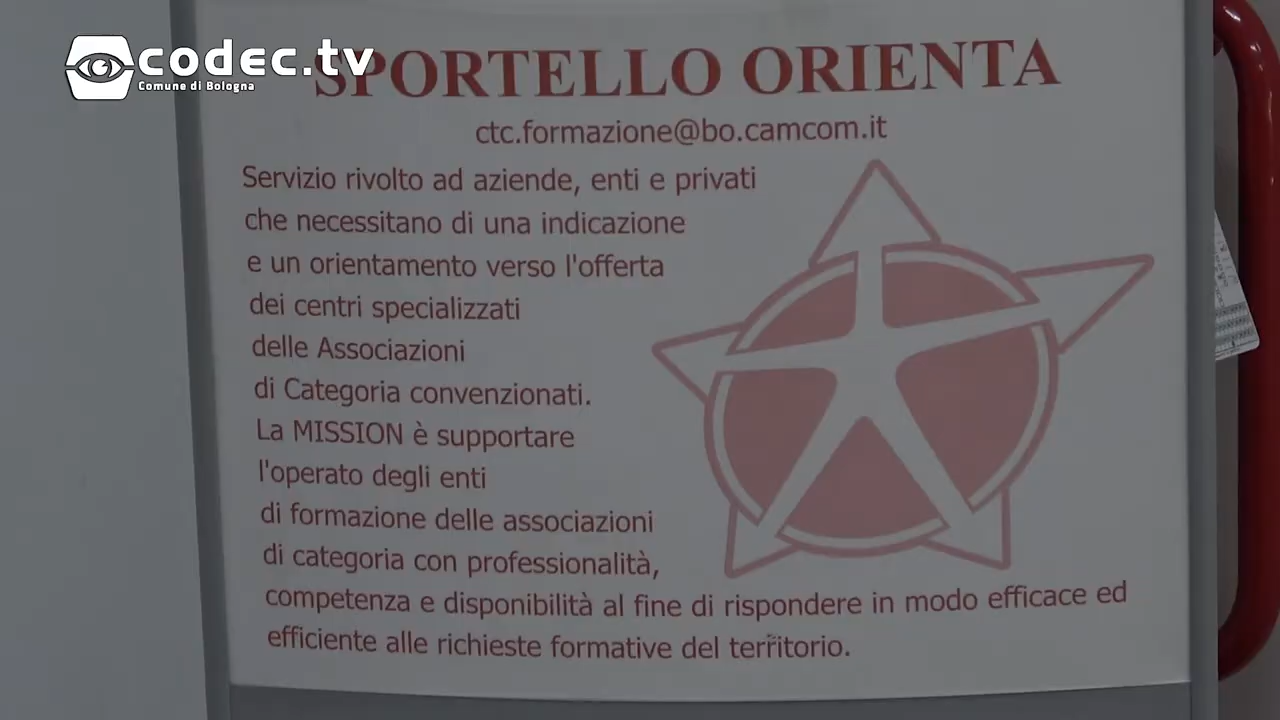 codec.tv
Comune di Bologna
SPORTELLO ORIENTA
ctc.formazione@bo.camcom.it
Servizio rivolto ad aziende, enti e privati
che necessitano di una indicazione
e un orientamento verso l'offerta
dei centri specializzati
delle Associazioni
di Categoria convenzionati.
La MISSION è supportare
l'operato degli enti
di formazione delle associazioni
di categoria con professionalità,
competenza e disponibilità al fine di rispondere in modo efficace ed
efficiente alle richieste formative del territorio.